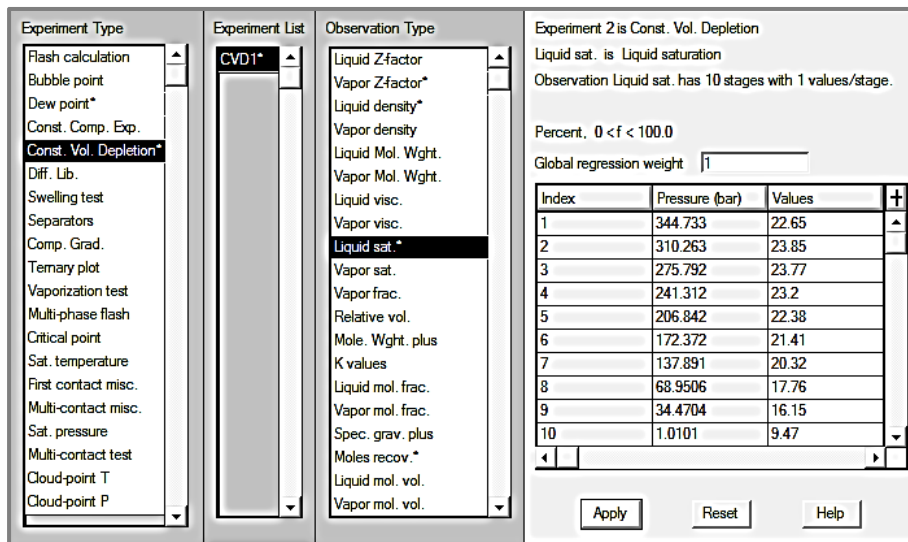 Experiment Type
Flash calculation
Bubble point
Dew point*
Const. Comp. Exp.
Const. Vol. Depletion*
Diff. Lib.
Swelling test
Separators
Comp. Grad.
Ternary plot
Vaporization test
Multi-phase flash
Critical point
Sat. temperature
First contact misc.
Multi-contact misc.
Sat. pressure
Multi-contact test
Cloud-point T
Cloud-point P
Experiment List
CVD1*
Observation Type
Liquid Z-factor
Vapor Z-factor*
Liquid density*
Vapor density
Liquid Mol. Wght.
Vapor Mol. Wght.
Liquid visc.
Vapor visc.
Liquid sat.*
Vapor sat.
Vapor frac.
Relative vol.
Mole. Wght. plus
K values
Liquid mol. frac.
Vapor mol. frac.
Spec. grav. plus
Moles recov.*
Liquid mol. vol.
Vapor mol. vol.
Experiment 2 is Const. Vol. Depletion
Liquid sat. is Liquid saturation
Observation Liquid sat. has 10 stages with 1 values/stage.
Percent, 0 < f < 100.0
Global regression weight 1
Index Pressure (bar) Values +
1 344.733 22.65
2 310.263 23.85
3 275.792 23.77
4 241.312 23.2
5 206.842 22.38
6 172.372 21.41
7 137.891 20.32
8 68.9506 17.76
9 34.4704 16.15
10 1.0101 9.47
Apply Reset Help